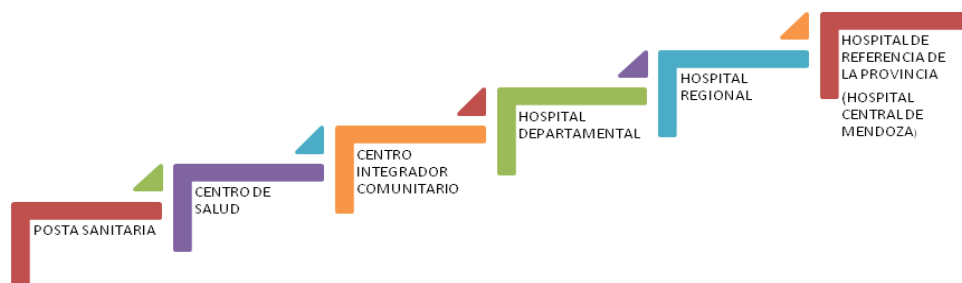 POSTA SANITARIA
CENTRO DE
SALUD
CENTRO
INTEGRADOR
COMUNITARIO
HOSPITAL
DEPARTAMENTAL
HOSPITAL
REGIONAL
HOSPITAL DE
REFERENCIA DE
LA PROVINCIA
(HOSPITAL
CENTRAL DE
MENDOZA)